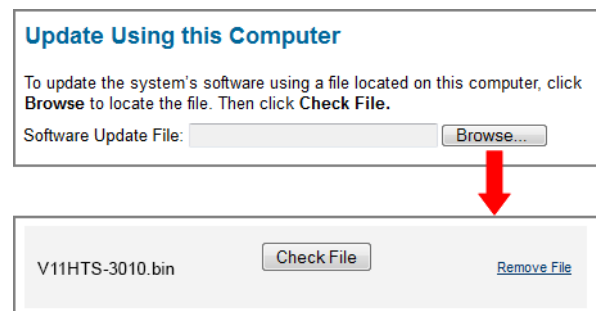 Update Using this Computer
To update the system's software using a file located on this computer, click
Browse to locate the file. Then click Check File.
Software Update File: Browse...
V11HTS-3010.bin Check File Remove File